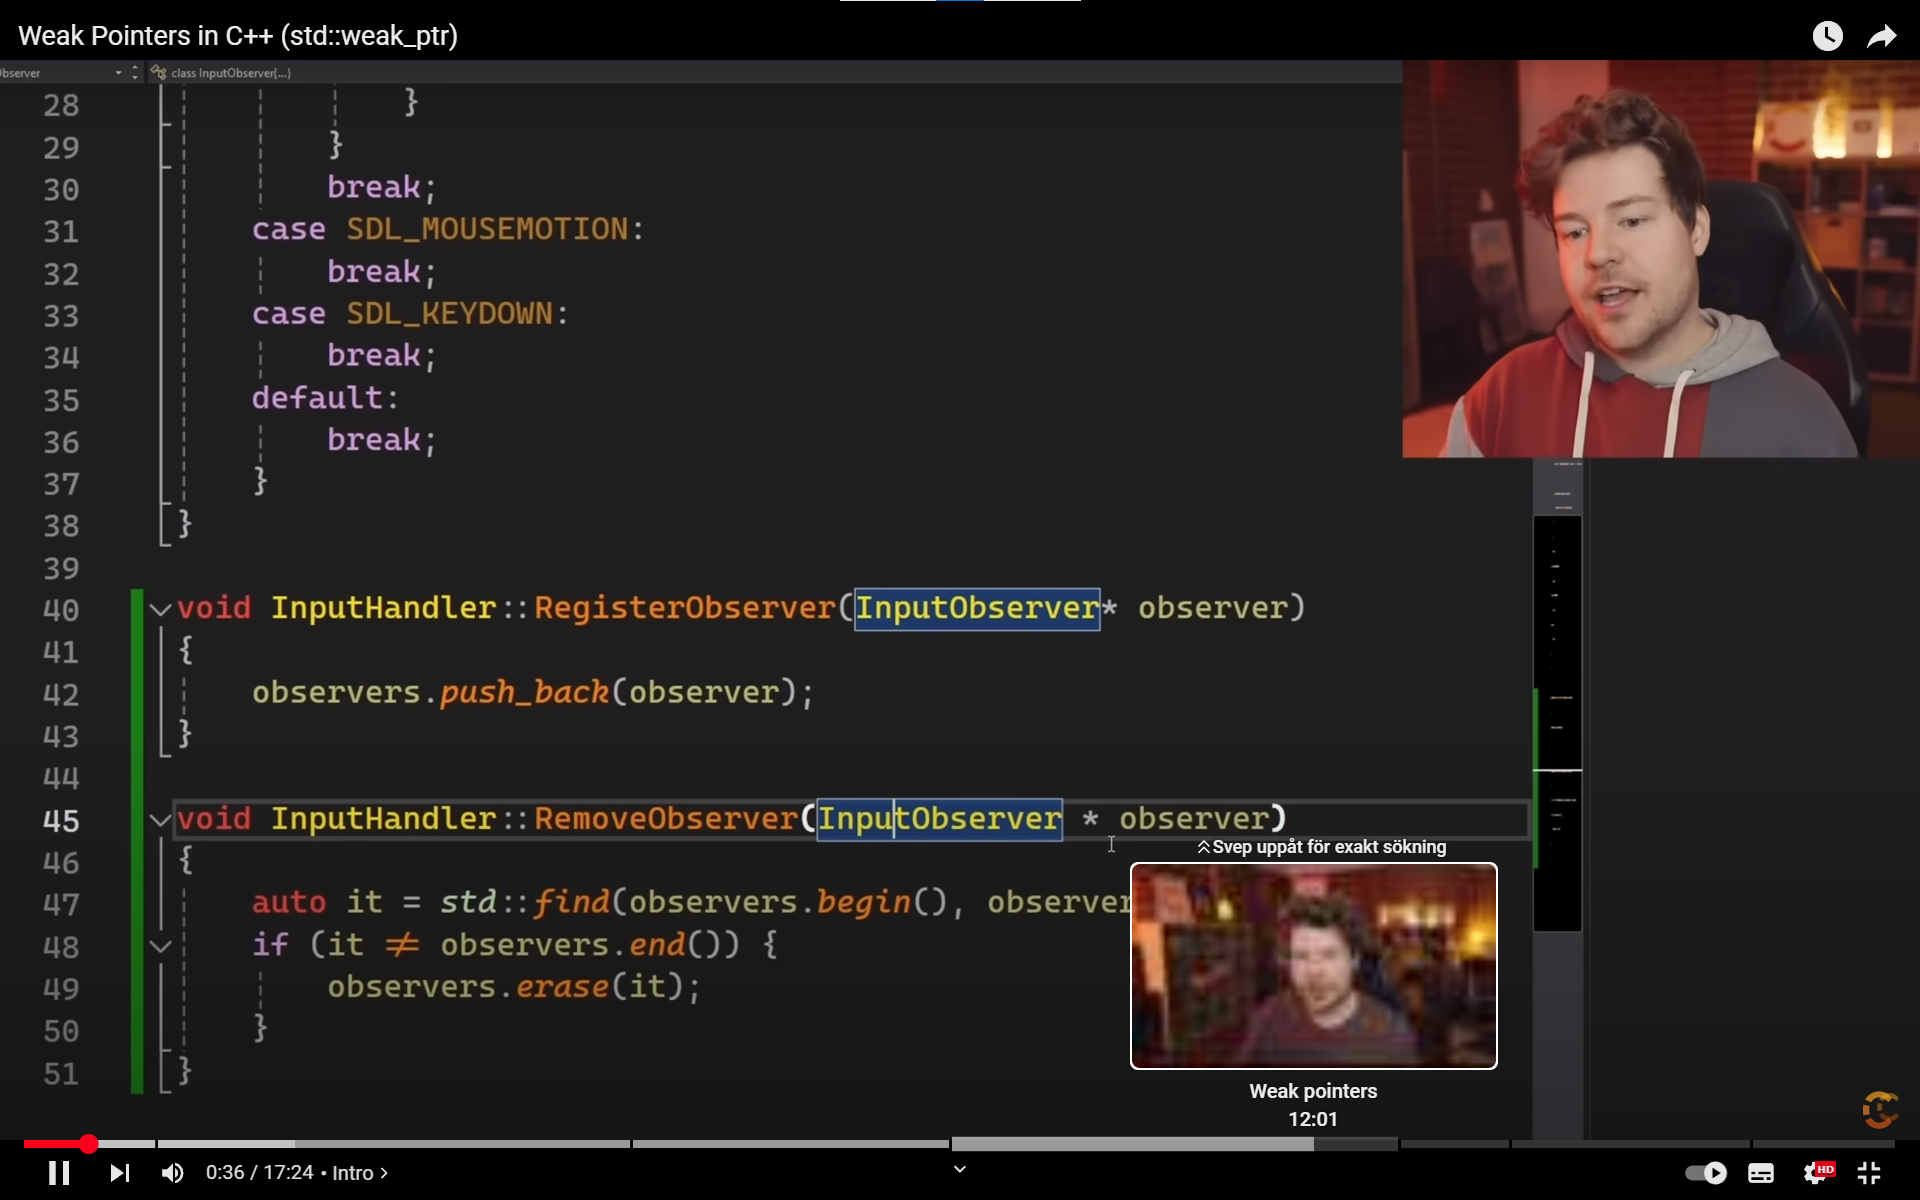 Weak Pointers in C++ (std::weak_ptr)
bserver
class InputObserver{...}
28 }
29 }
30 break;
31 case SDL_MOUSEMOTION:
32 break;
33 case SDL_KEYDOWN:
34 break;
35 default:
36 break;
37 }
38 }
39
40 void InputHandler::RegisterObserver(InputObserver* observer)
41 {
42 observers.push_back(observer);
43 }
44
45 void InputHandler::RemoveObserver(InputObserver * observer)
46 {
47 auto it = std::find(observers.begin(), observer
48 if (it ≠ observers.end()) {
49 observers.erase(it);
50 }
51 }
Svep uppåt för exakt sökning
Weak pointers
12:01
0:36 / 17:24 • Intro >
HD